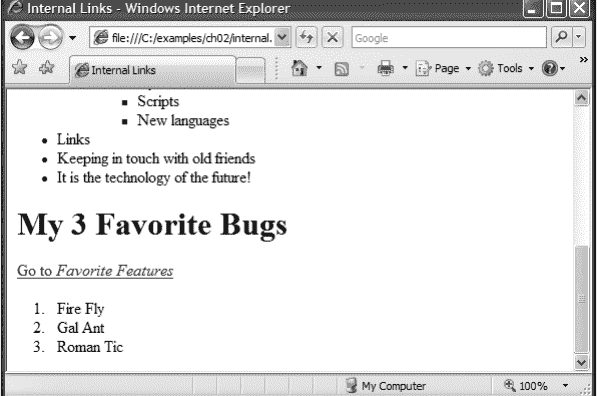 Internal Links - Windows Internet Explorer
file:///C:/examples/ch02/internal.
Google
Internal Links
Page
Tools
Scripts
New languages
Links
Keeping in touch with old friends
It is the technology of the future!
My 3 Favorite Bugs
Go to Favorite Features
1. Fire Fly
2. Gal Ant
3. Roman Tic
My Computer
100%